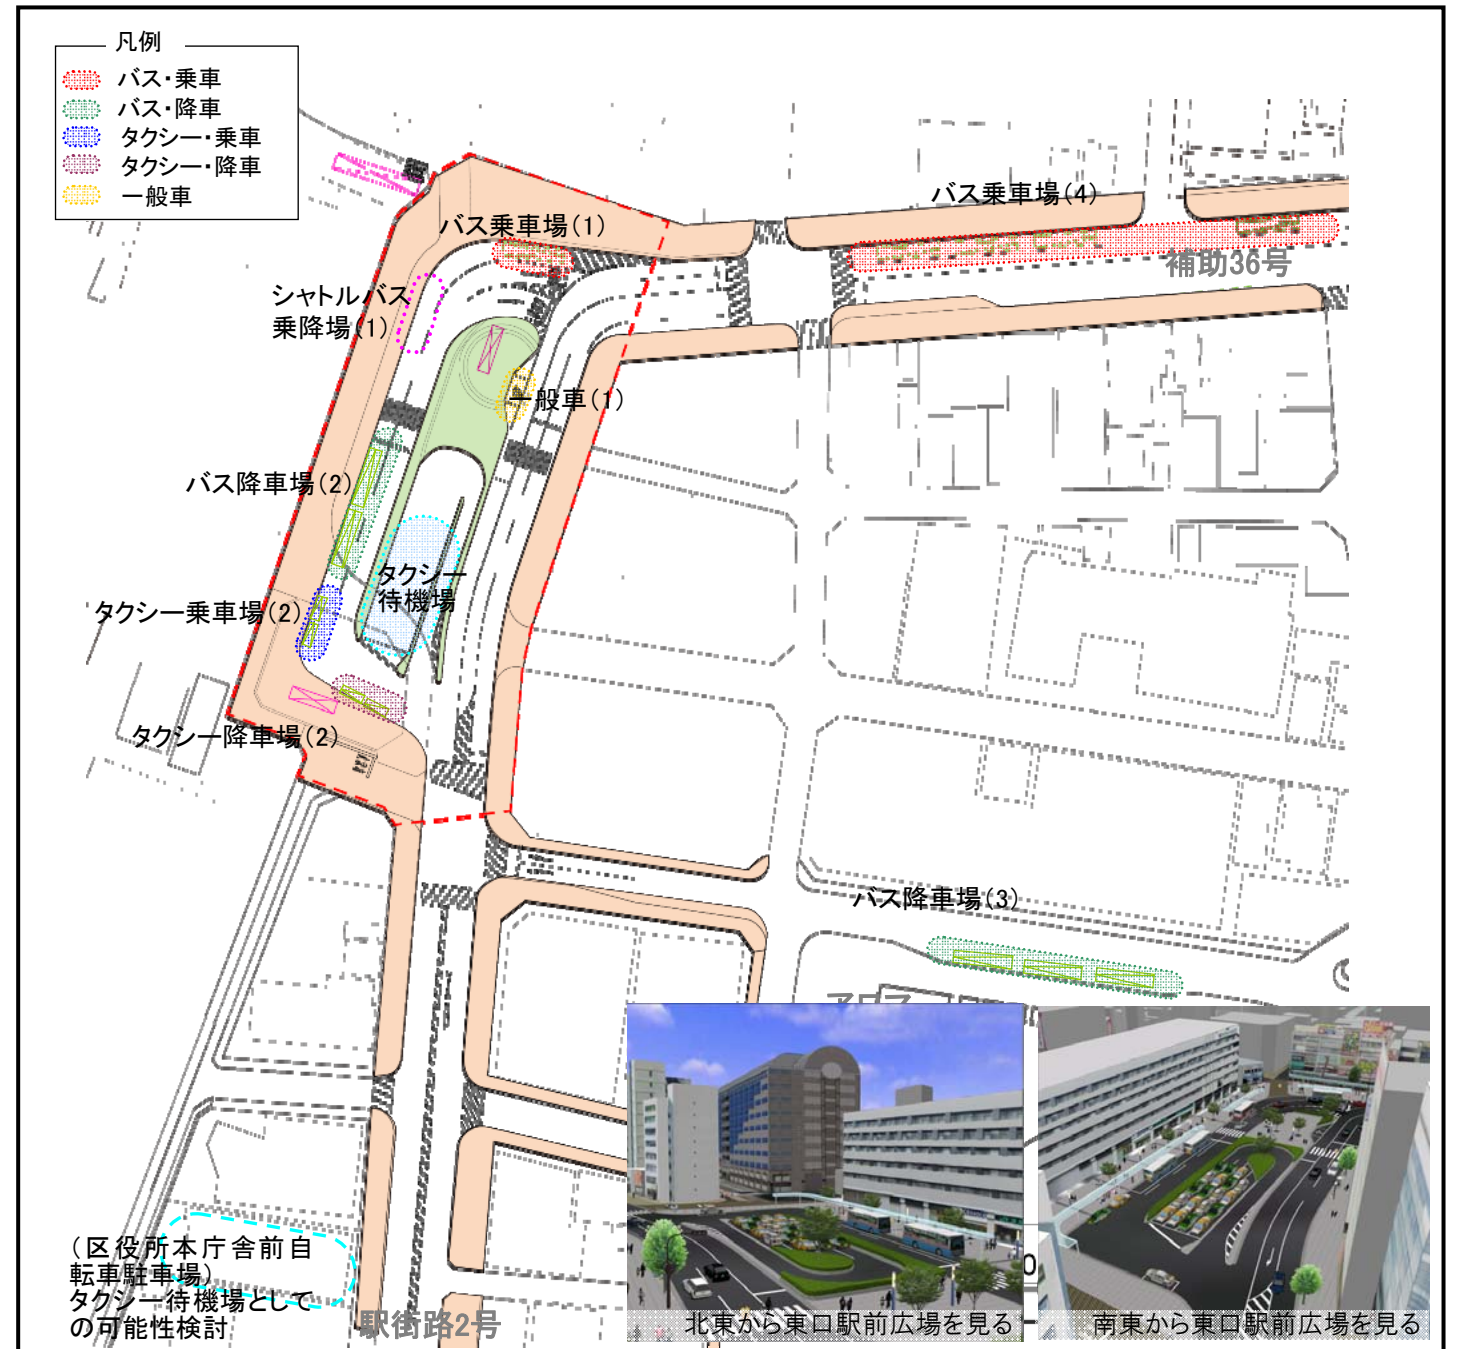 凡例
バス・乗車
バス・降車
タクシー・乗車
タクシー・降車
一般車
バス乗車場(4)
バス乗車場(1)
補助36号
シャトルバス
乗降場(1)
一般車(1)
バス降車場(2)
タクシー
待機場
タクシー乗車場(2)
タクシー降車場(2)
バス降車場(3)
(区役所本庁舎前自
転車駐車場)
タクシー待機場として
の可能性検討
駅街路2号
北東から東口駅前広場を見る
南東から東口駅前広場を見る